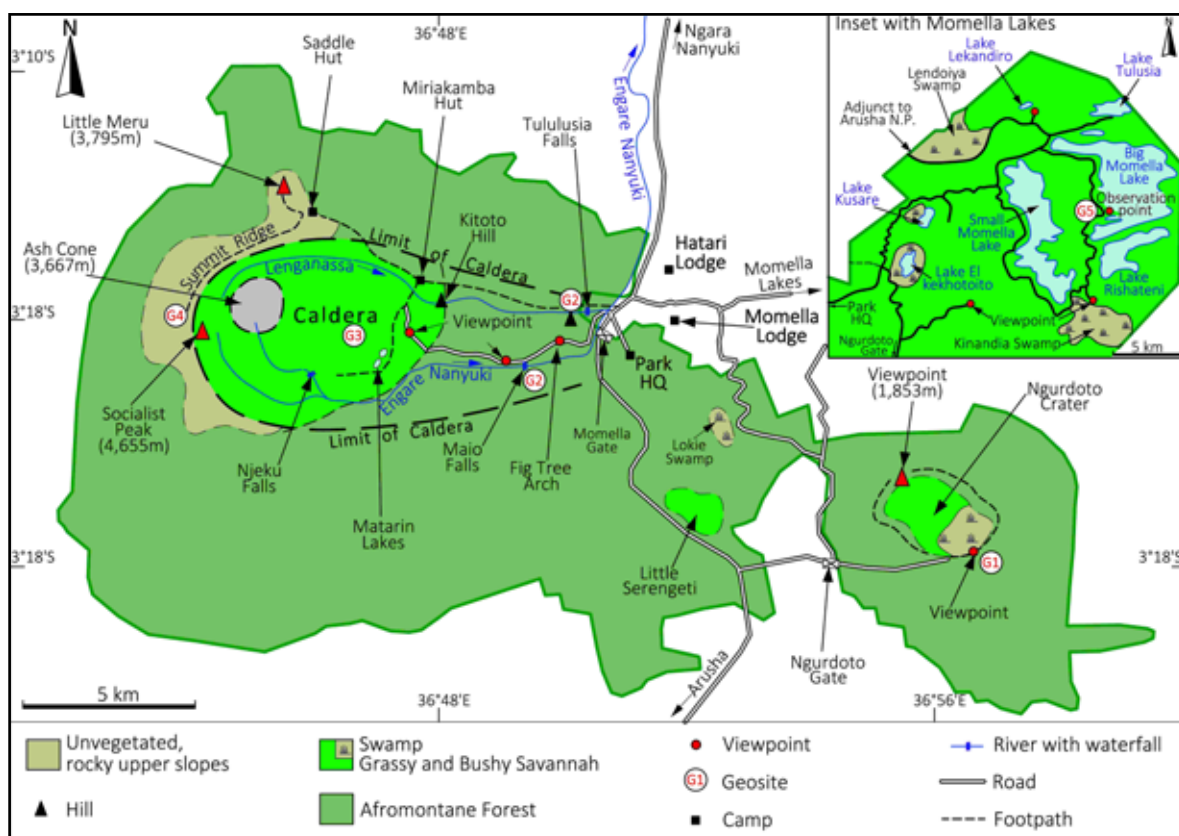 N
36°48'E
3°10'S
Saddle
Hut
Ngara
Nanyuki
Miriakamba
Hut
Engare Nanyuki
Little Meru
(3,795m)
Tululusia
Falls
Kitoto
Hill
Ash Cone
(3,667m)
Summit Ridge
Limit of Caldera
Lenganassa
Hatari
Lodge
Momella
Lakes
G2
G4
Caldera
G3
Viewpoint
3°18'S
Momella
Lodge
Park
HQ
Engare Nanyuki
G2
Socialist
Peak
(4,655m)
Limit of Caldera
Njeku
Falls
Matarin
Lakes
Maio
Falls
Fig Tree
Arch
Momella
Gate
Lokie
Swamp
Viewpoint
(1,853m)
Ngurdoto
Crater
3°18'S
Little
Serengeti
3°18'S
G1
Viewpoint
Ngurdoto
Gate
Arusha
5 km
36°48'E
36°56'E
Inset with Momella Lakes
N
Lake
Lekandiro
Lendoiya
Swamp
Lake
Tulusia
Adjunct to
Arusha N.P.
Big
Momella
Lake
Lake
Kusare
G5
Observation
point
Small
Momella
Lake
Lake El
kekhotoito
Lake
Rishateni
Park
HQ
Viewpoint
Ngurdoto
Gate
Kinandia Swamp
5 km
Unvegetated,
rocky upper slopes
Hill
Swamp
Grassy and Bushy Savannah
Afromontane Forest
Viewpoint
G1
Geosite
Camp
River with waterfall
Road
Footpath